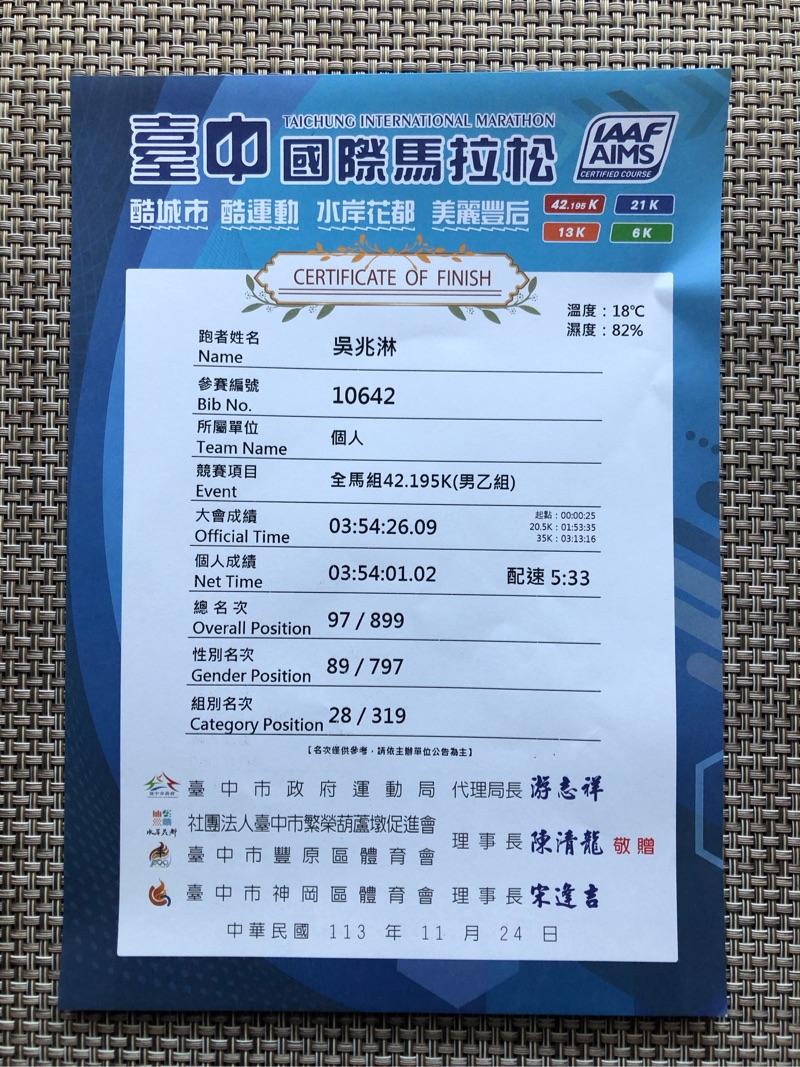 TAICHUNG INTERNATIONAL MARATHON
臺中國際馬拉松
IAAF
AIMS
CERTIFIED COURSE
酷城市 酷運動 水岸花都 美麗豐后
42.195 K 21 K
13 K 6 K
CERTIFICATE OF FINISH
溫度：18℃
濕度：82%
跑者姓名
Name 吳兆淋
參賽編號
Bib No. 10642
所屬單位
Team Name 個人
競賽項目
Event 全馬組42.195K(男乙組)
大會成績
Official Time 03:54:26.09
起點：00:00:25
20.5K：01:53:35
35K：03:13:16
個人成績
Net Time 03:54:01.02 配速 5:33
總名次
Overall Position 97 / 899
性別名次
Gender Position 89 / 797
組別名次
Category Position 28 / 319
【名次僅供參考，請依主辦單位公告為主】
臺中市政府運動局 代理局長 游志祥
社團法人臺中市繁榮葫蘆墩促進會
臺中市豐原區體育會 理事長 陳清龍 敬贈
臺中市神岡區體育會 理事長 宋逢吉
中華民國 113 年 11 月 24 日